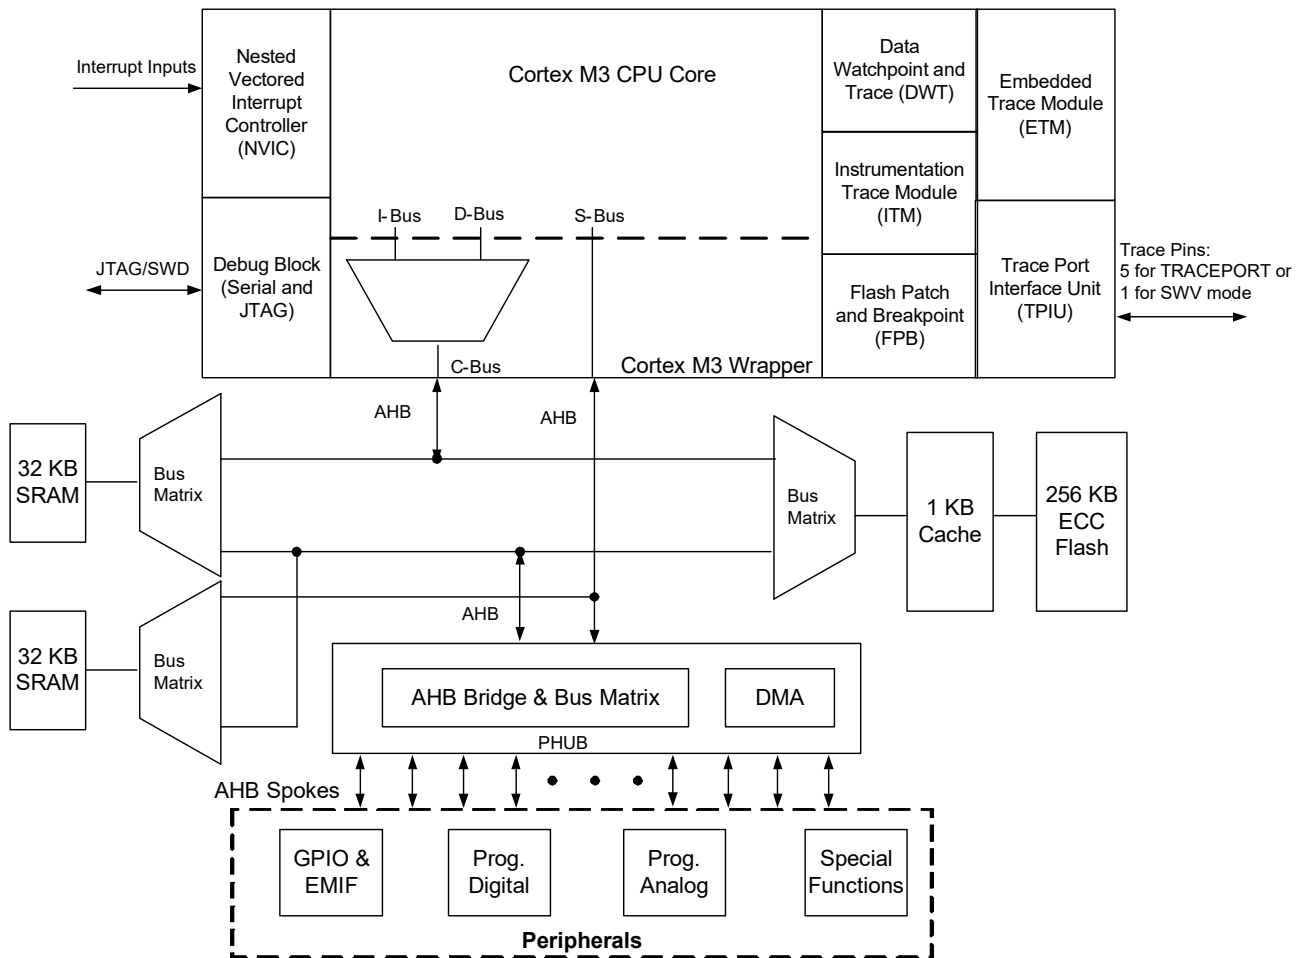 Interrupt Inputs
Nested
Vectored
Interrupt
Controller
(NVIC)
Cortex M3 CPU Core
Data
Watchpoint and
Trace (DWT)
Embedded
Trace Module
(ETM)
Instrumentation
Trace Module
(ITM)
I-Bus
D-Bus
S-Bus
JTAG/SWD
Debug Block
(Serial and
JTAG)
Flash Patch
and Breakpoint
(FPB)
Trace Port
Interface Unit
(TPIU)
Trace Pins:
5 for TRACEPORT or
1 for SWV mode
C-Bus
Cortex M3 Wrapper
AHB
AHB
32 KB
SRAM
Bus
Matrix
Bus
Matrix
1 KB
Cache
256 KB
ECC
Flash
AHB
32 KB
SRAM
Bus
Matrix
AHB Bridge & Bus Matrix
DMA
PHUB
AHB Spokes
GPIO &
EMIF
Prog.
Digital
Prog.
Analog
Special
Functions
Peripherals